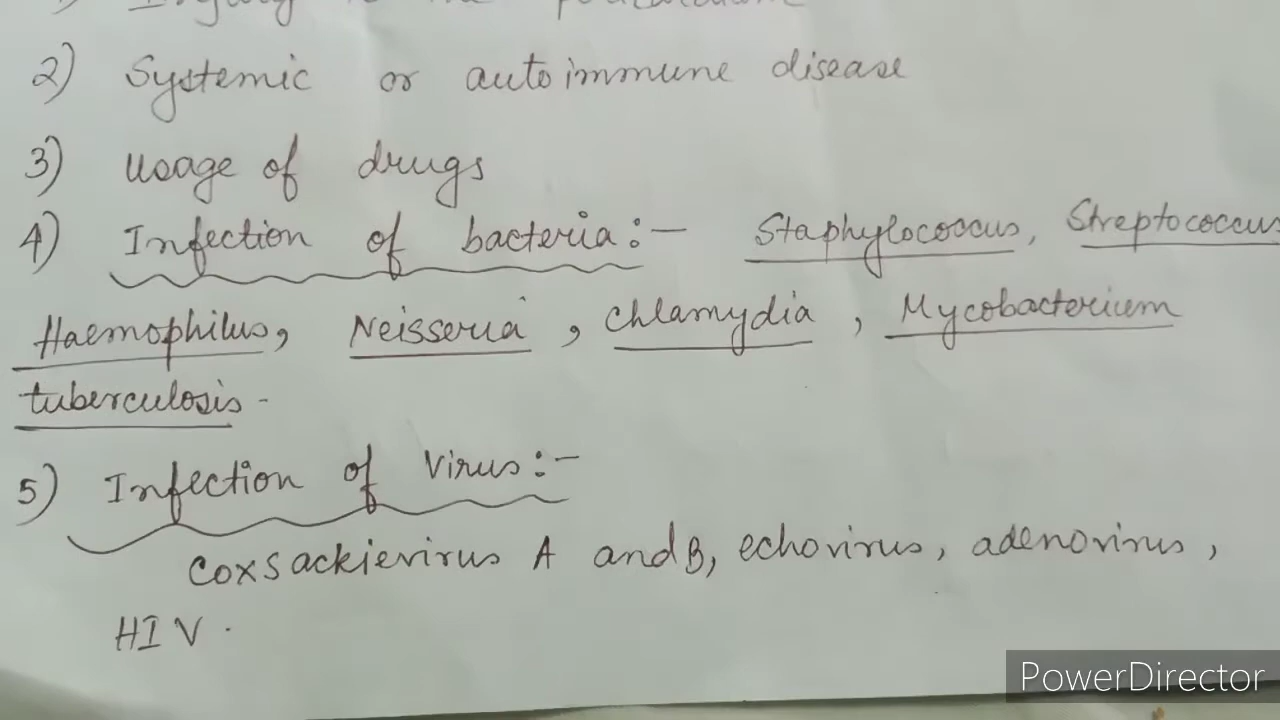 2) Systemic or autoimmune disease
3) Usage of drugs
4) Infection of bacteria:- Staphylococcus, Streptococcus
Haemophilus, Neisseria, Chlamydia, Mycobacterium
tuberculosis-
5) Infection of Virus:-
Coxsackievirus A and B, echovirus, adenovirus,
HIV.
PowerDirector